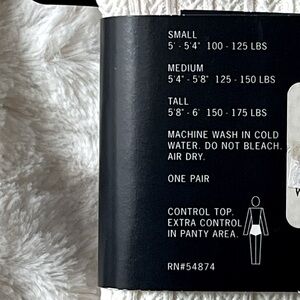 SMALL
5' - 5'4" 100 - 125 LBS
MEDIUM
5'4" - 5'8" 125 - 150 LBS
TALL
5'8" - 6' 150 - 175 LBS
MACHINE WASH IN COLD
WATER. DO NOT BLEACH.
AIR DRY.
ONE PAIR
CONTROL TOP.
EXTRA CONTROL
IN PANTY AREA.
RN#54874